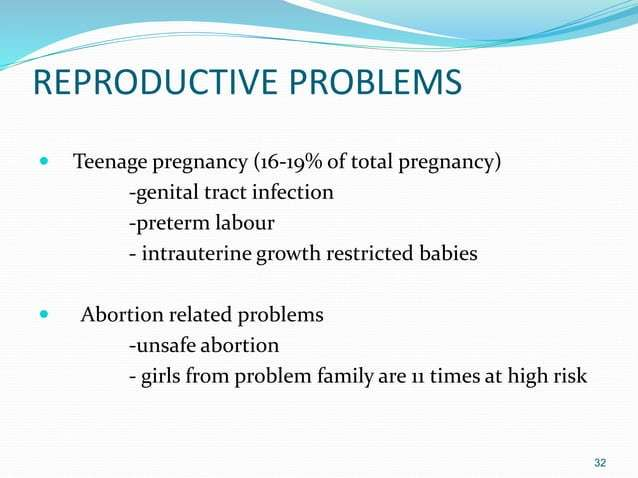 REPRODUCTIVE PROBLEMS
• Teenage pregnancy (16-19% of total pregnancy)
-genital tract infection
-preterm labour
- intrauterine growth restricted babies
• Abortion related problems
-unsafe abortion
- girls from problem family are 11 times at high risk
32